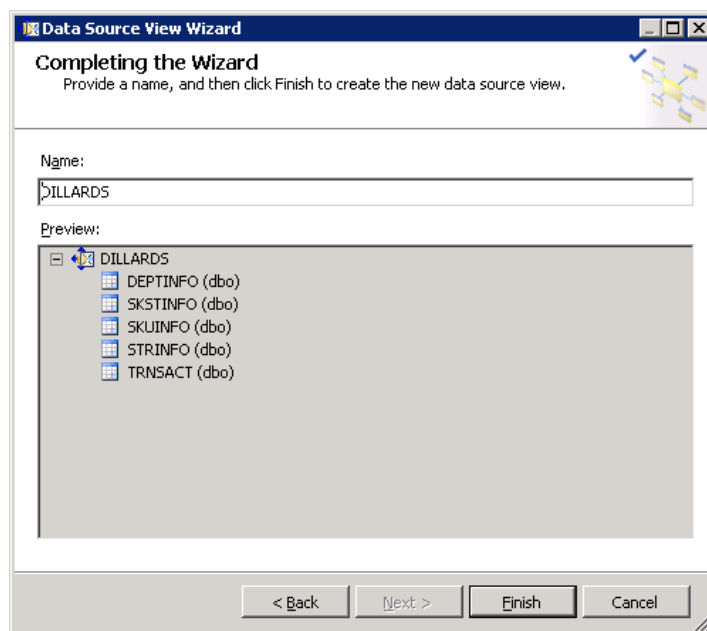 Data Source View Wizard
Completing the Wizard
Provide a name, and then click Finish to create the new data source view.
Name:
DILLARDS
Preview:
DILLARDS
DEPTINFO (dbo)
SKSTINFO (dbo)
SKUINFO (dbo)
STRINFO (dbo)
TRNSACT (dbo)
< Back
Next >
Finish
Cancel